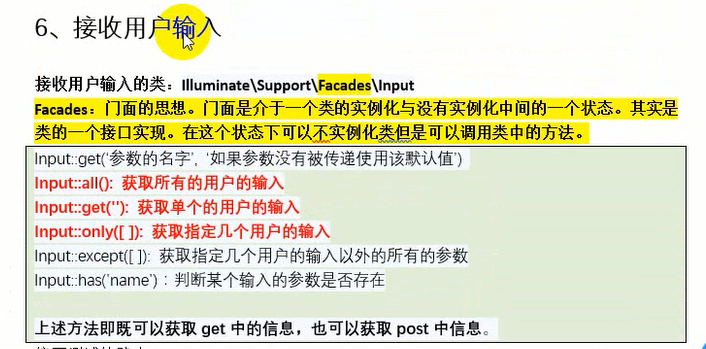 6、接收用户输入
接收用户输入的类：Illuminate\Support\Facades\Input
Facades：门面的思想。门面是介于一个类的实例化与没有实例化中间的一个状态。其实是
类的一个接口实现。在这个状态下可以不实例化类但是可以调用类中的方法。
Input::get('参数的名字', '如果参数没有被传递使用该默认值')
Input::all(): 获取所有的用户的输入
Input::get(''): 获取单个的用户的输入
Input::only([ ]): 获取指定几个用户的输入
Input::except([ ]): 获取指定几个用户的输入以外的所有的参数
Input::has('name')：判断某个输入的参数是否存在
上述方法即既可以获取 get 中的信息，也可以获取 post 中信息。